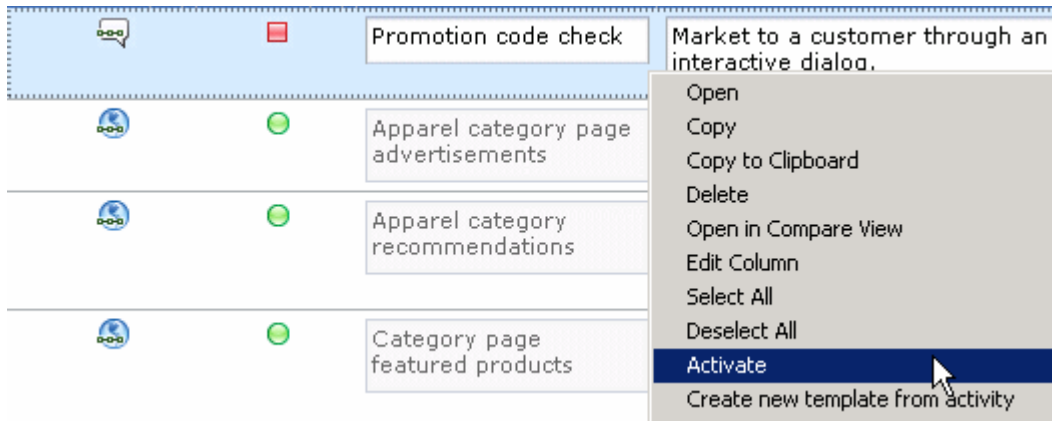 Promotion code check
Market to a customer through an
interactive dialog.
Apparel category page
advertisements
Apparel category
recommendations
Category page
featured products
Open
Copy
Copy to Clipboard
Delete
Open in Compare View
Edit Column
Select All
Deselect All
Activate
Create new template from activity